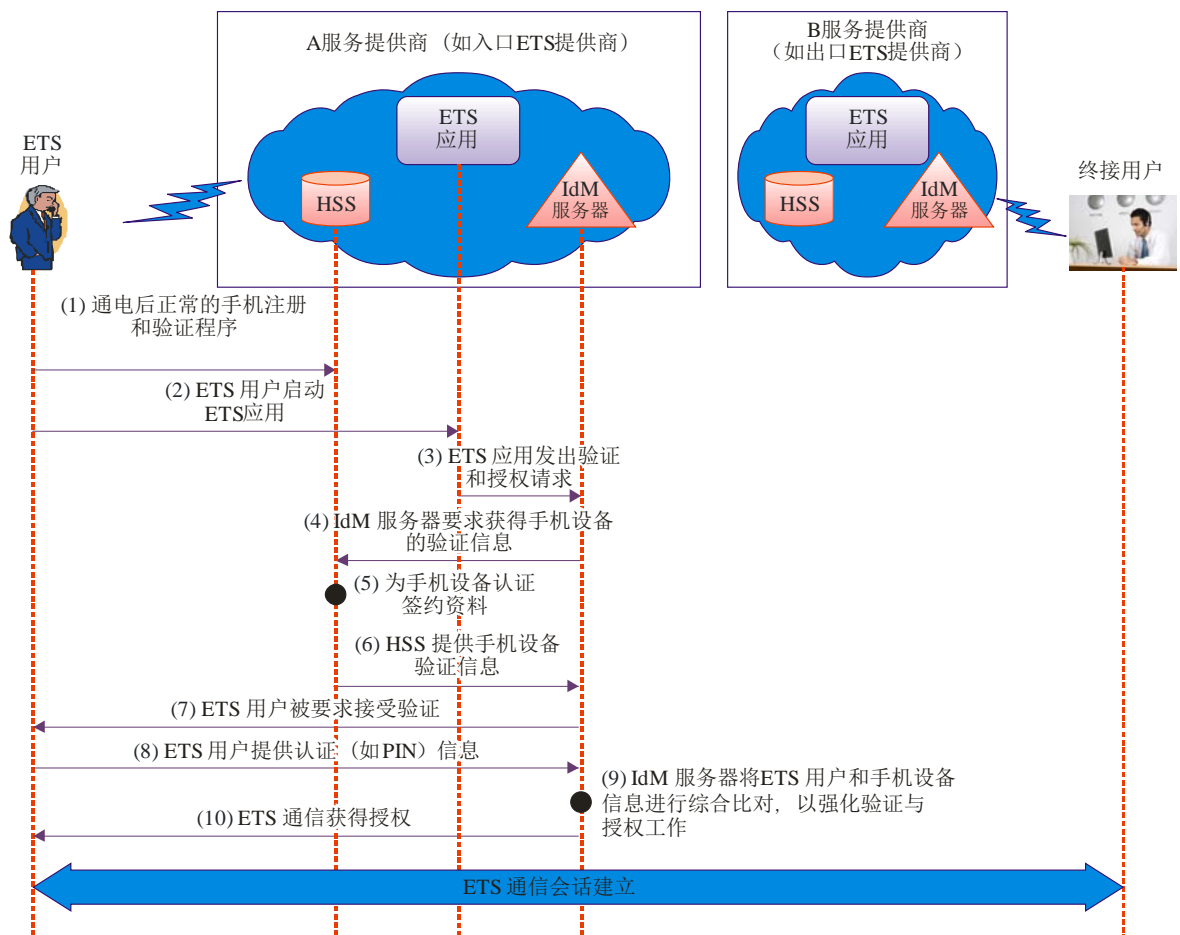 A服务提供商（如入口ETS提供商）
B服务提供商
（如出口ETS提供商）
ETS
用户
ETS
应用
HSS
IdM
服务器
ETS
应用
HSS
IdM
服务器
终接用户
(1) 通电后正常的手机注册
和验证程序
(2) ETS 用户启动
ETS应用
(3) ETS 应用发出验证
和授权请求
(4) IdM 服务器要求获得手机设备
的验证信息
(5) 为手机设备认证
签约资料
(6) HSS 提供手机设备
验证信息
(7) ETS 用户被要求接受验证
(8) ETS 用户提供认证（如PIN）信息
(9) IdM 服务器将ETS 用户和手机设备
信息进行综合比对，以强化验证与
授权工作
(10) ETS 通信获得授权
ETS 通信会话建立